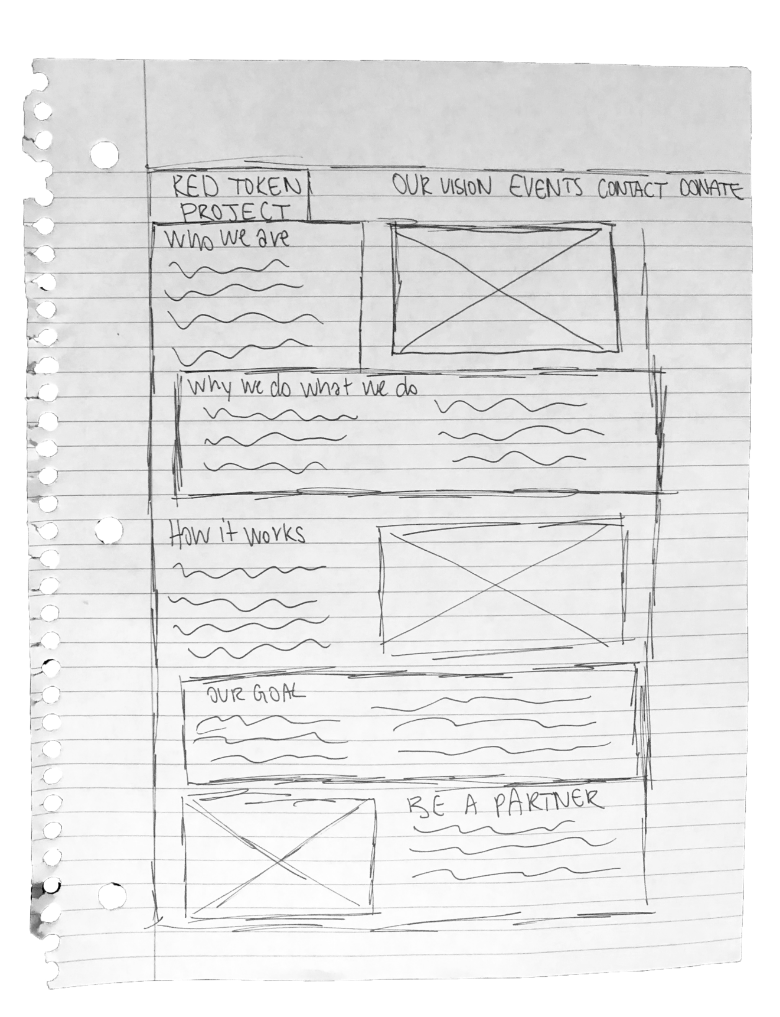 RED TOKEN
PROJECT
OUR VISION EVENTS CONTACT DONATE
Who we are
Why we do what we do
How it works
OUR GOAL
BE A PARTNER